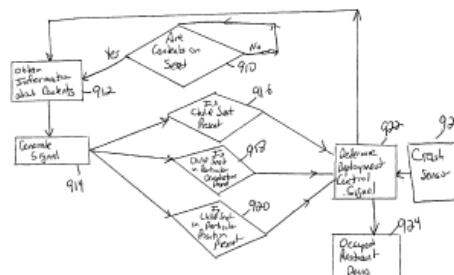 Are
Contents on
Seat
Yes
No
910
Obtain
Information
about Contents
912
Is
Child Seat
Present
916
922
92
Generate
Signal
914
Is
Child Seat
in Particular
Orientation
918
Determine
Deployment
Control
Signal
Crash
Sensor
Is
Child Seat
in Particular
Position
Present
920
924
Occupant
Restraint
Device